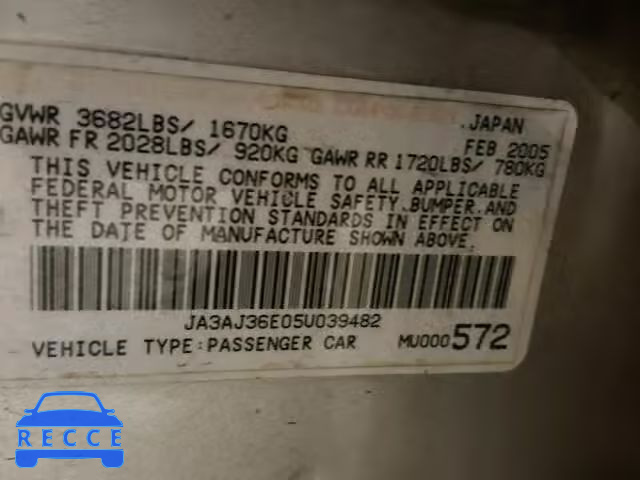 JAPAN
GVWR 3682LBS/ 1670KG
FEB 2005
GAWR FR 2028LBS/ 920KG GAWR RR 1720LBS/ 780KG
THIS VEHICLE CONFORMS TO ALL APPLICABLE
FEDERAL MOTOR VEHICLE SAFETY.BUMPER.AND
THEFT PREVENTION STANDARDS IN EFFECT ON
THE DATE OF MANUFACTURE SHOWN ABOVE.
JA3AJ36E05U039482
VEHICLE TYPE:PASSENGER CAR MU000572
RECCE